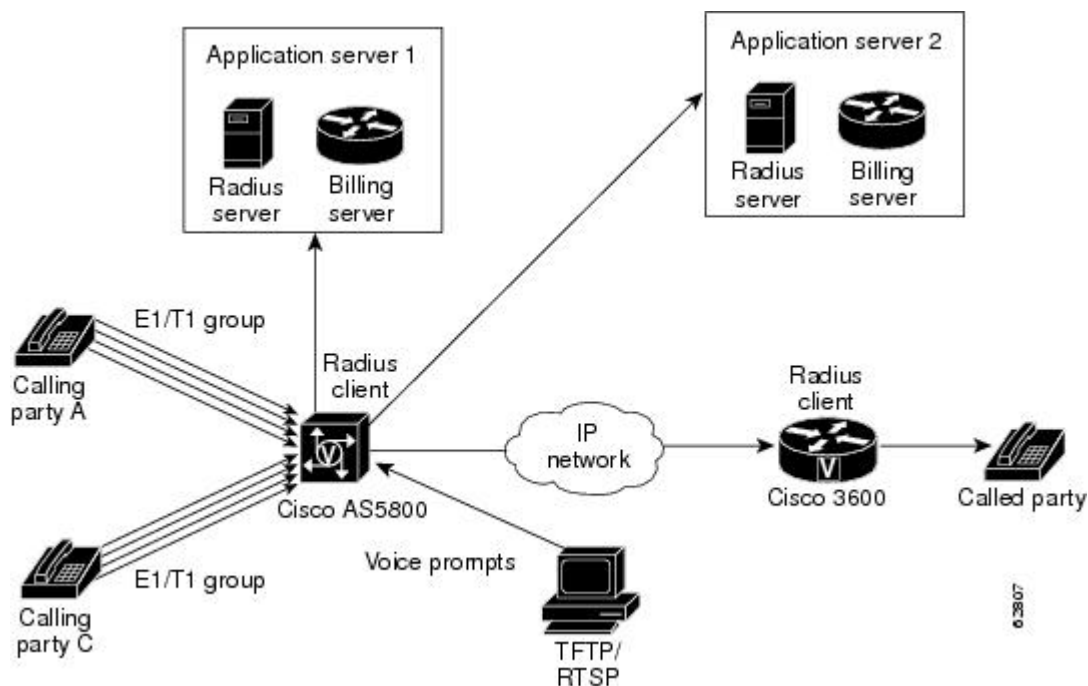 Application server 1
Radius
server
Billing
server
Application server 2
Radius
server
Billing
server
E1/T1 group
Calling
party A
Radius
client
IP
network
Radius
client
V
Cisco AS5800
V
Cisco 3600
Called party
Voice prompts
E1/T1 group
Calling
party C
TFTP/
RTSP
62807